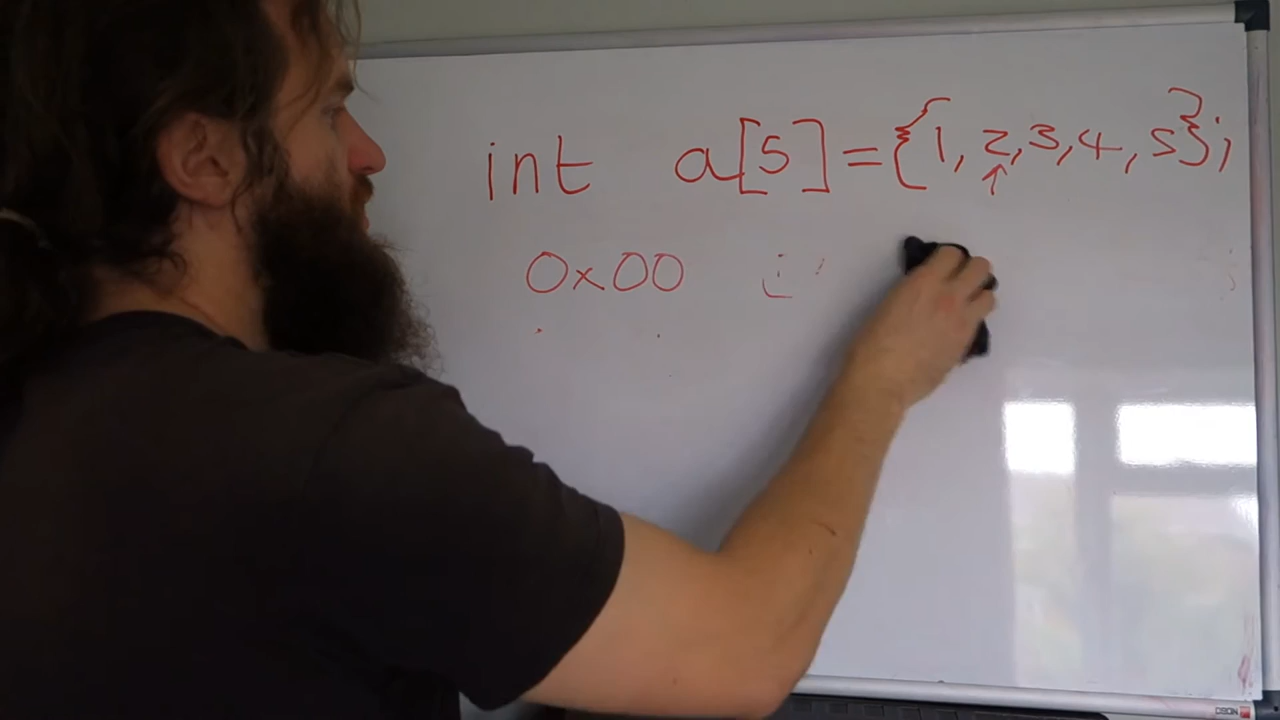 int a[5]={1,2,3,4,5};
↑
0x00